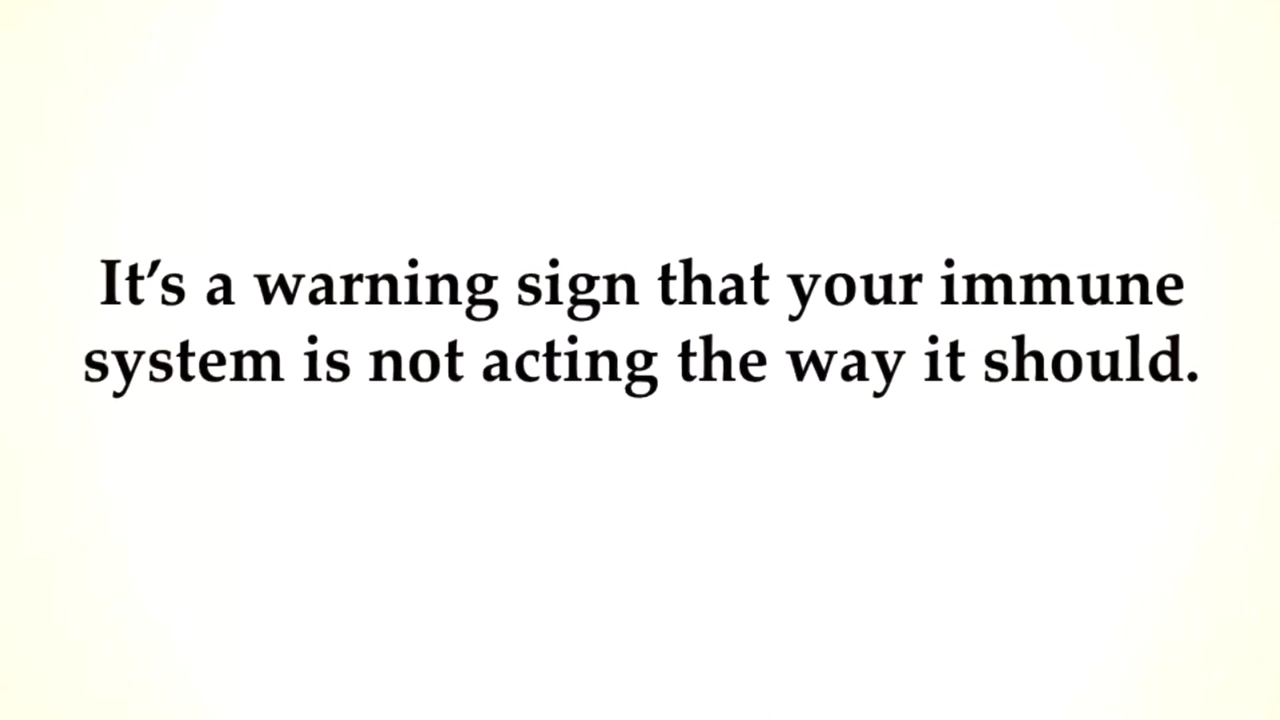 It’s a warning sign that your immune
system is not acting the way it should.